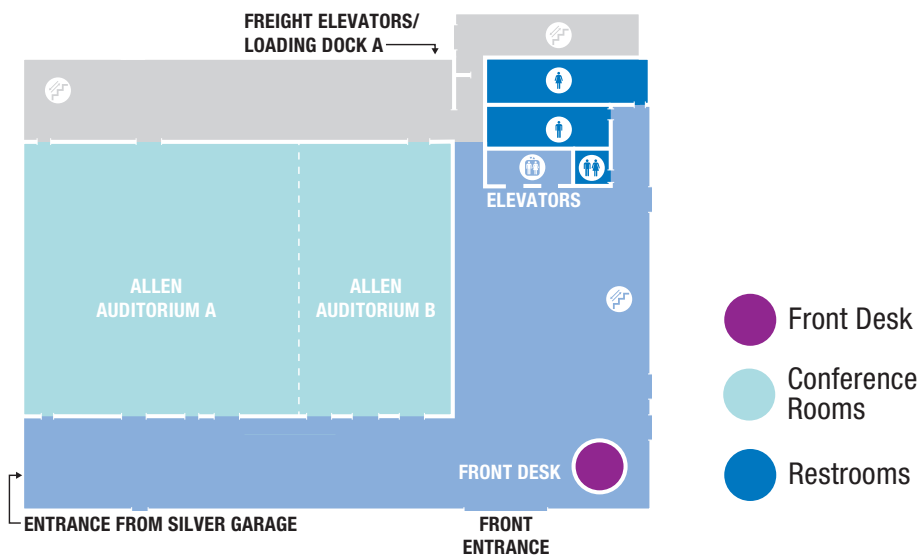 FREIGHT ELEVATORS/
LOADING DOCK A
ELEVATORS
ALLEN
AUDITORIUM A
ALLEN
AUDITORIUM B
Front Desk
Conference
Rooms
Restrooms
FRONT DESK
ENTRANCE FROM SILVER GARAGE
FRONT
ENTRANCE